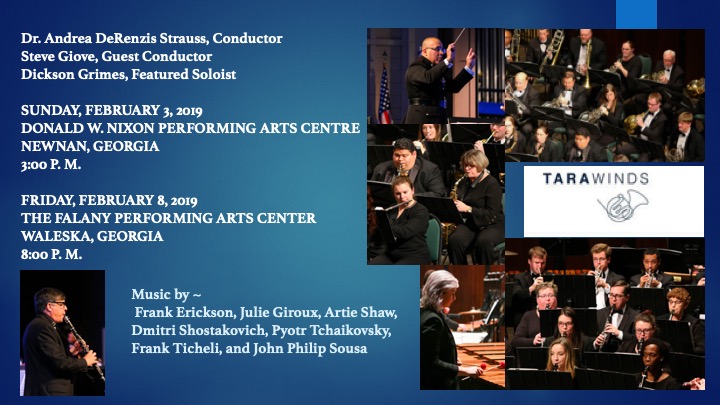 Dr. Andrea DeRenzis Strauss, Conductor
Steve Giove, Guest Conductor
Dickson Grimes, Featured Soloist
SUNDAY, FEBRUARY 3, 2019
DONALD W. NIXON PERFORMING ARTS CENTRE
NEWNAN, GEORGIA
3:00 P. M.
FRIDAY, FEBRUARY 8, 2019
THE FALANY PERFORMING ARTS CENTER
WALESKA, GEORGIA
8:00 P. M.
Music by ~
Frank Erickson, Julie Giroux, Artie Shaw,
Dmitri Shostakovich, Pyotr Tchaikovsky,
Frank Ticheli, and John Philip Sousa
TARAWINDS